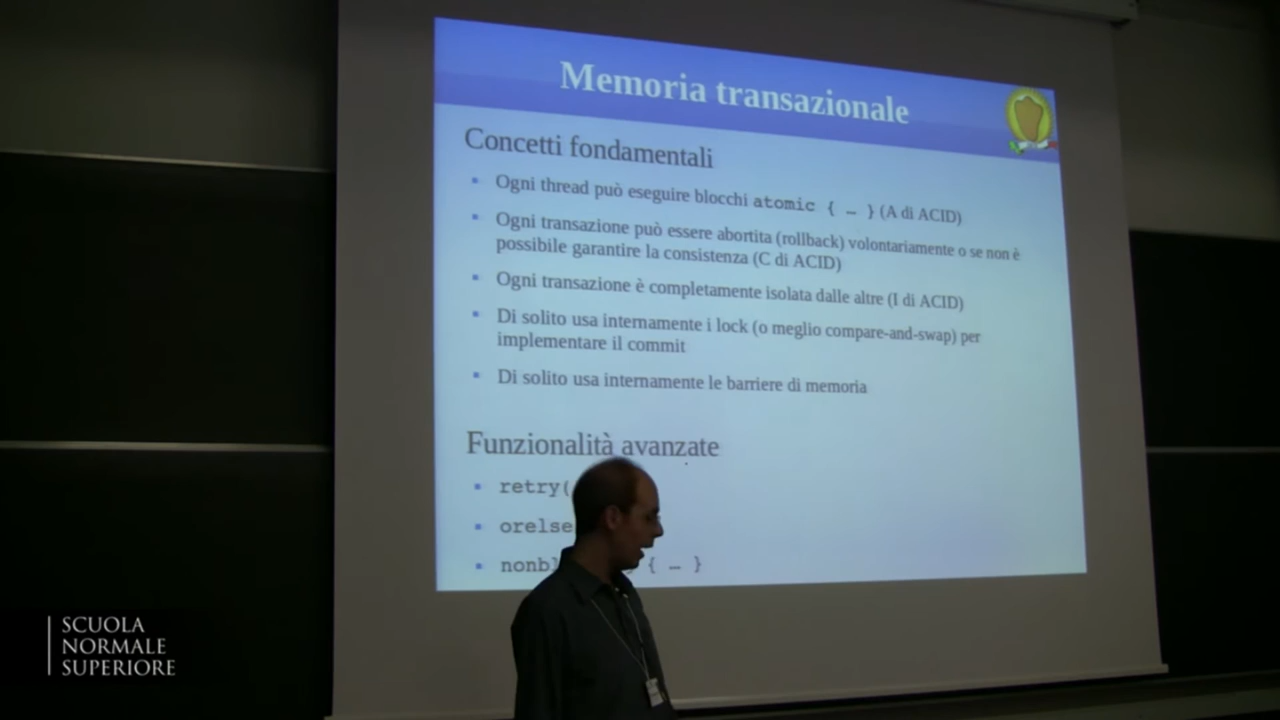 Memoria transazionale
Concetti fondamentali
Ogni thread può eseguire blocchi atomic { … } (A di ACID)
Ogni transazione può essere abortita (rollback) volontariamente o se non è
possibile garantire la consistenza (C di ACID)
Ogni transazione è completamente isolata dalle altre (I di ACID)
Di solito usa internamente i lock (o meglio compare-and-swap) per
implementare il commit
Di solito usa internamente le barriere di memoria
Funzionalità avanzate
retry(
orelse
{ … }
SCUOLA
NORMALE
SUPERIORE